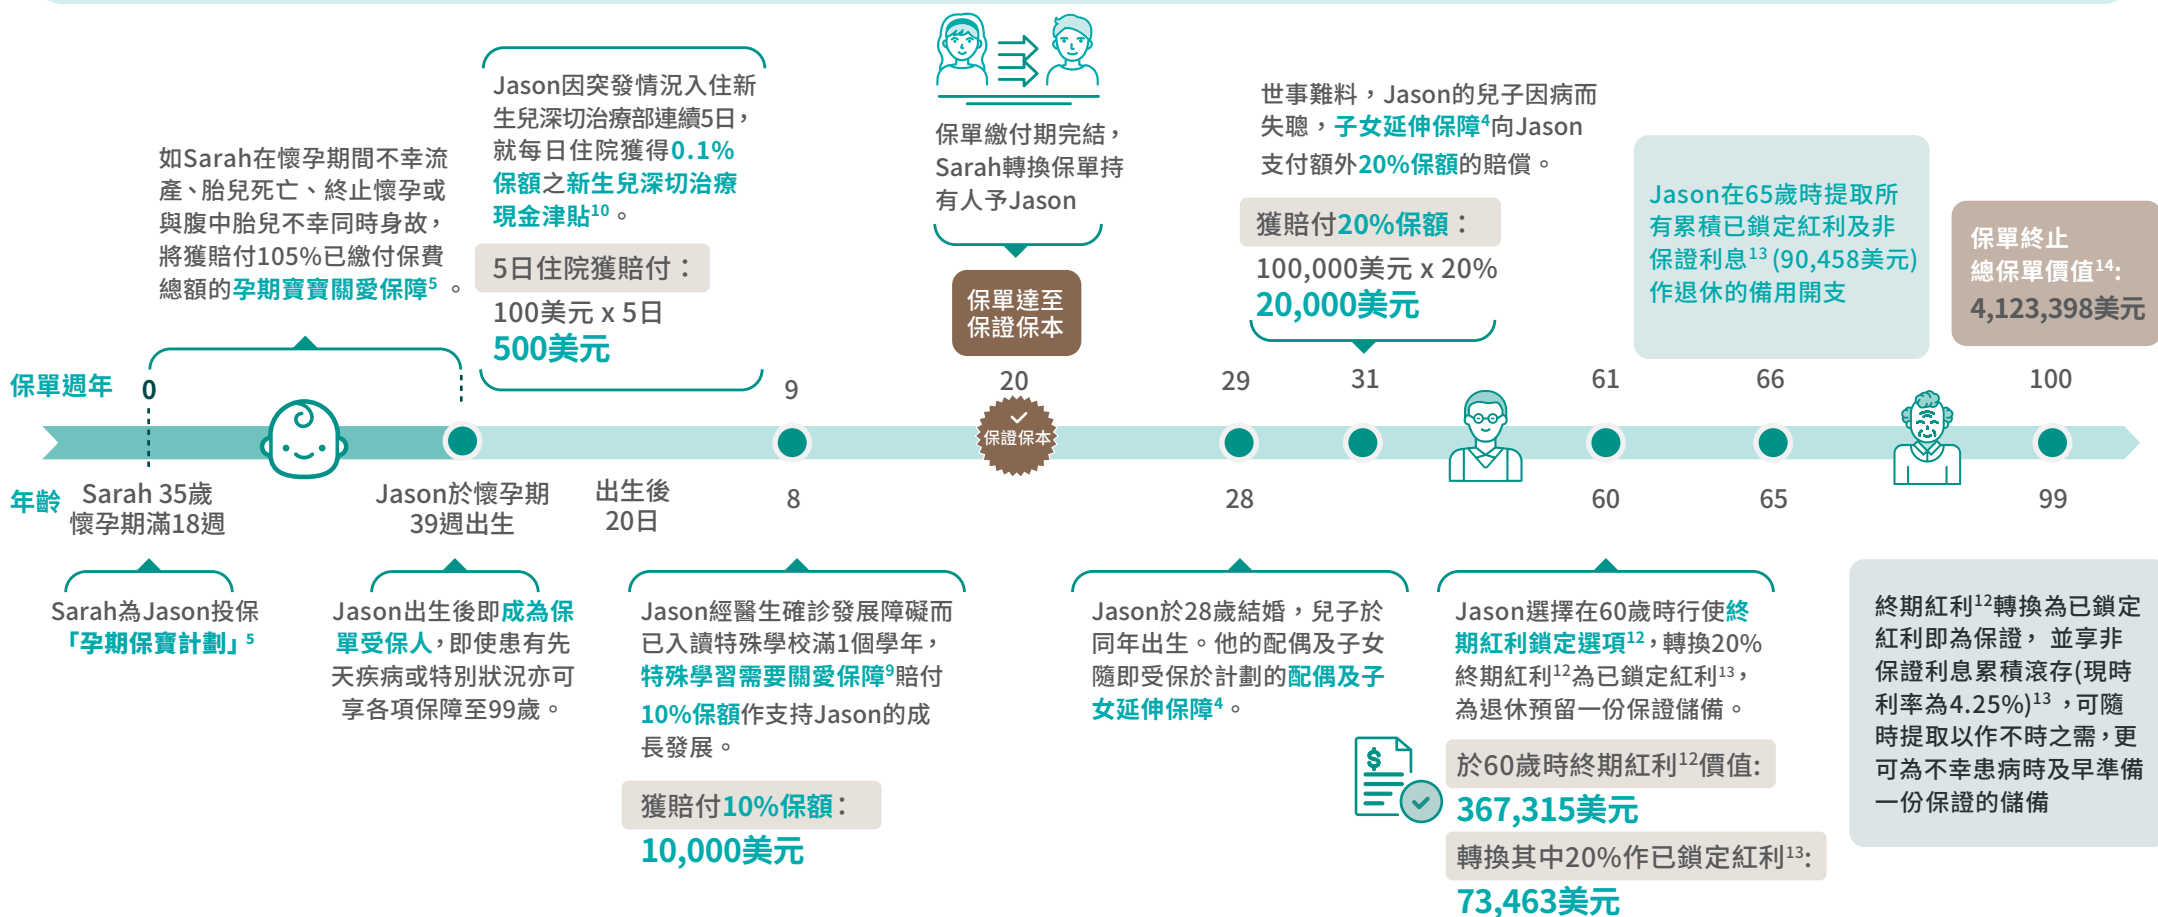 如Sarah在懷孕期間不幸流
產、胎兒死亡、終止懷孕或
與腹中胎兒不幸同時身故，
將獲賠付105%已繳付保費
總額的孕期寶寶關愛保障5 。
Jason因突發情況入住新
生兒深切治療部連續5日，
就每日住院獲得0.1%
保額之新生兒深切治療
現金津貼10。
5日住院獲賠付：
100美元 x 5日
500美元
保單繳付期完結，
Sarah轉換保單持
有人予Jason
保單達至
保證保本
世事難料，Jason的兒子因病而
失聰，子女延伸保障4向Jason
支付額外20%保額的賠償。
獲賠付20%保額：
100,000美元 x 20%
20,000美元
Jason在65歲時提取所
有累積已鎖定紅利及非
保證利息13 (90,458美元)
作退休的備用開支
保單終止
總保單價值14:
4,123,398美元
保單週年 0 9 20 29 31 61 66 100
保證保本
年齡 Sarah 35歲
懷孕期滿18週
Jason於懷孕期
39週出生
出生後
20日
8 28 60 65 99
Sarah為Jason投保
「孕期保寶計劃」5
Jason出生後即成為保
單受保人，即使患有先
天疾病或特別狀況亦可
享各項保障至99歲。
Jason經醫生確診發展障礙而
已入讀特殊學校滿1個學年，
特殊學習需要關愛保障9賠付
10%保額作支持Jason的成
長發展。
獲賠付10%保額：
10,000美元
Jason於28歲結婚，兒子於
同年出生。他的配偶及子女
隨即受保於計劃的配偶及子
女延伸保障4。
Jason選擇在60歲時行使終
期紅利鎖定選項12，轉換20%
終期紅利12為已鎖定紅利13，
為退休預留一份保證儲備。
於60歲時終期紅利12價值:
367,315美元
轉換其中20%作已鎖定紅利13:
73,463美元
終期紅利12轉換為已鎖定
紅利即為保證， 並享非
保證利息累積滾存(現時
利率為4.25%)13，可隨
時提取以作不時之需，更
可為不幸患病時及早準備
一份保證的儲備
$